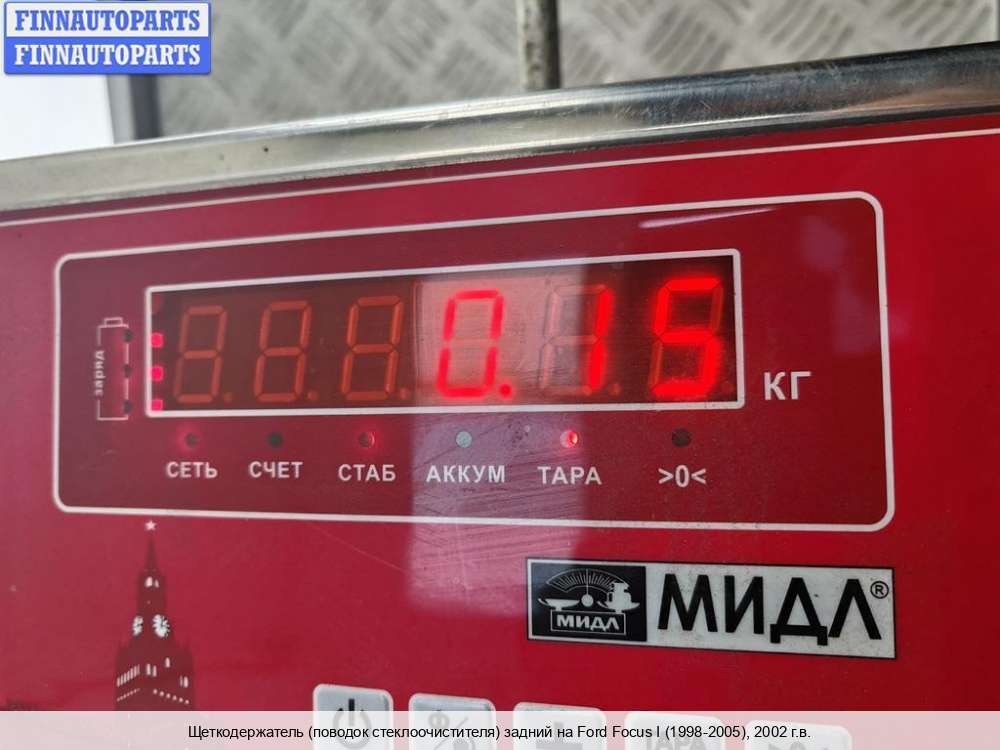 FINNAUTOPARTS
FINNAUTOPARTS
заряд
0.15
КГ
СЕТЬ СЧЕТ СТАБ АККУМ ТАРА >0<
МИДЛ
МИДЛ®
ТАРА
Щеткодержатель (поводок стеклоочистителя) задний на Ford Focus I (1998-2005), 2002 г.в.